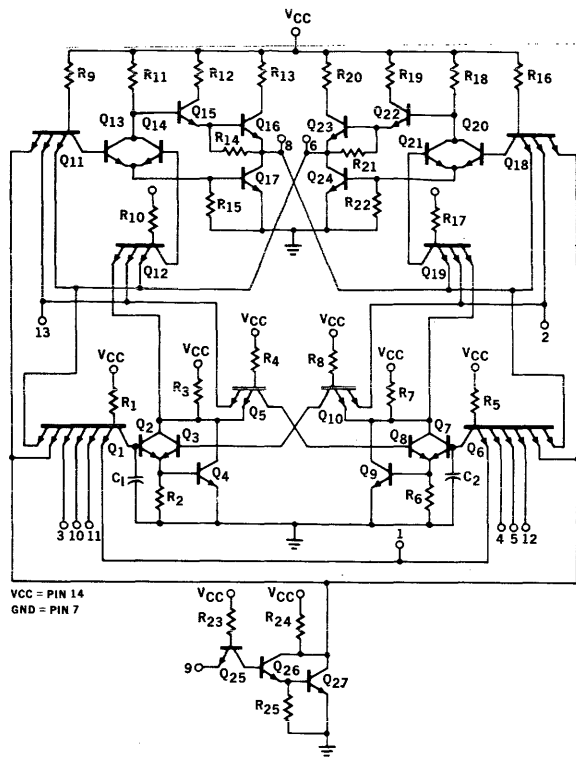 VCC
R9
R11
R12
R13
R20
R19
R18
R16
Q13
Q14
Q15
Q16
Q23
Q22
Q21
Q20
Q11
R14
8
6
R21
Q18
R10
Q17
Q24
R15
R22
R17
Q12
Q19
13
2
VCC
VCC
VCC
VCC
VCC
VCC
R1
R3
R4
R8
R7
R5
Q1
Q2
Q3
Q5
Q10
Q8
Q7
Q6
C1
Q4
Q9
C2
R2
R6
3 10 11
4 5 12
1
VCC = PIN 14
GND = PIN 7
VCC
VCC
R23
R24
9
Q25
Q26
Q27
R25